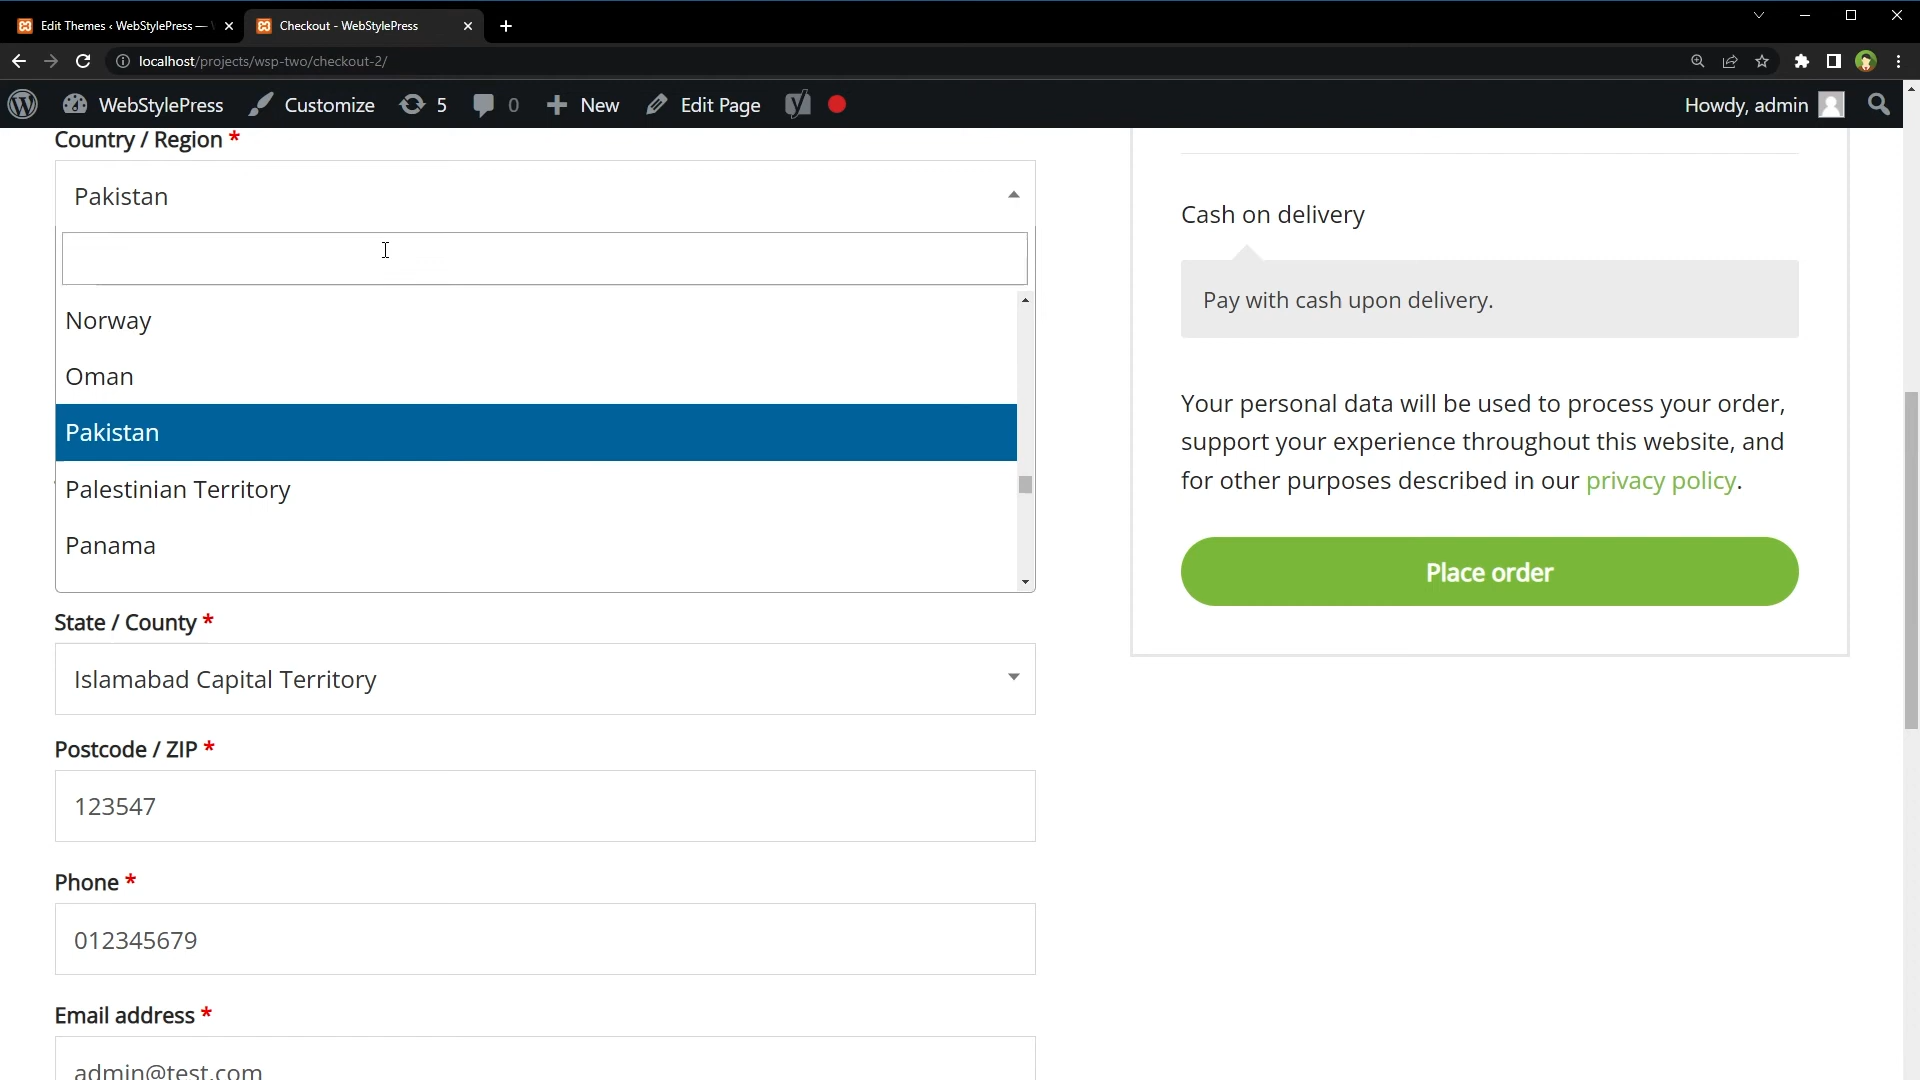 Edit Themes ‹ WebStylePress —
Checkout - WebStylePress
localhost/projects/wsp-two/checkout-2/
WebStylePress
Customize
5
0
New
Edit Page
Howdy, admin
Country / Region *
Pakistan
Norway
Oman
Pakistan
Palestinian Territory
Panama
State / County *
Islamabad Capital Territory
Postcode / ZIP *
123547
Phone *
012345679
Email address *
admin@test.com
Cash on delivery
Pay with cash upon delivery.
Your personal data will be used to process your order,
support your experience throughout this website, and
for other purposes described in our privacy policy.
Place order